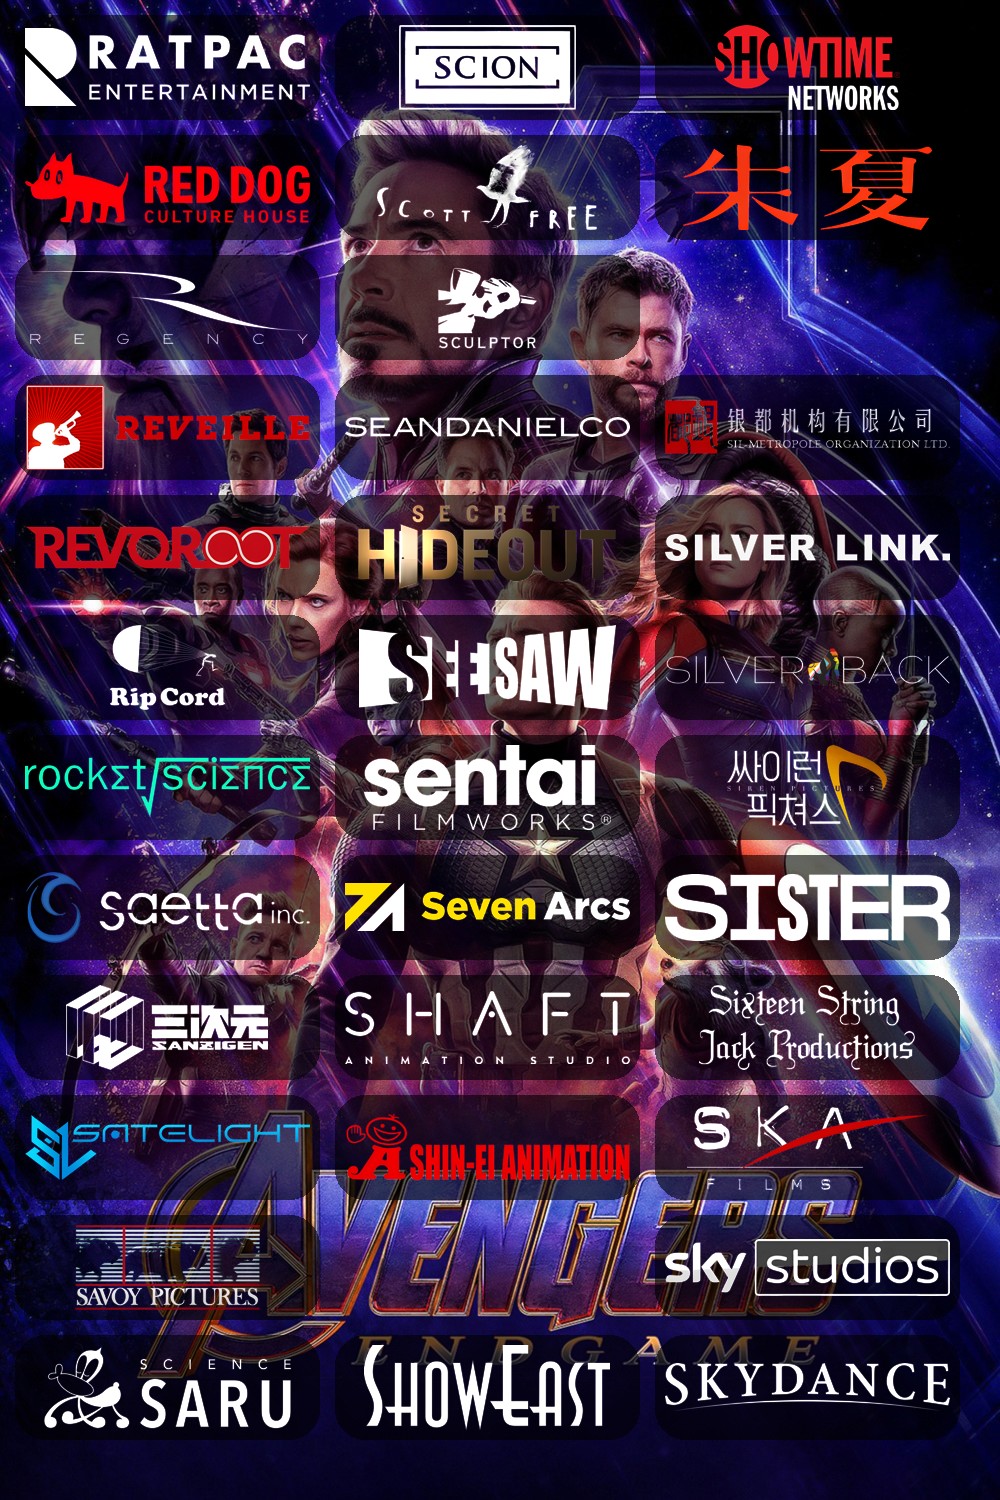 RATPAC
ENTERTAINMENT
SCION
SHOWTIME
NETWORKS
RED DOG
CULTURE HOUSE
SCOTT FREE
朱夏
REGENCY
SCULPTOR
REVEILLE
SEANDANIELCO
银都机构有限公司
SIL-METROPOLE ORGANIZATION LTD.
REVOROOT
SECRET
HIDEOUT
SILVER LINK.
Rip Cord
SEESAW
SILVERBACK
rockεt√sciεncε
sentai
FILMWORKS®
싸이런
SIREN PICTURES
픽쳐스
saetta inc.
Seven Arcs
SISTER
三次元
SANZIGEN
SHAFT
ANIMATION STUDIO
Sixteen String
Jack Productions
SATELIGHT
SHIN-EI ANIMATION
SKA
FILMS
SAVOY PICTURES
sky studios
AVENGERS
ENDGAME
SCIENCE
SARU
SHOWEAST
SKYDANCE